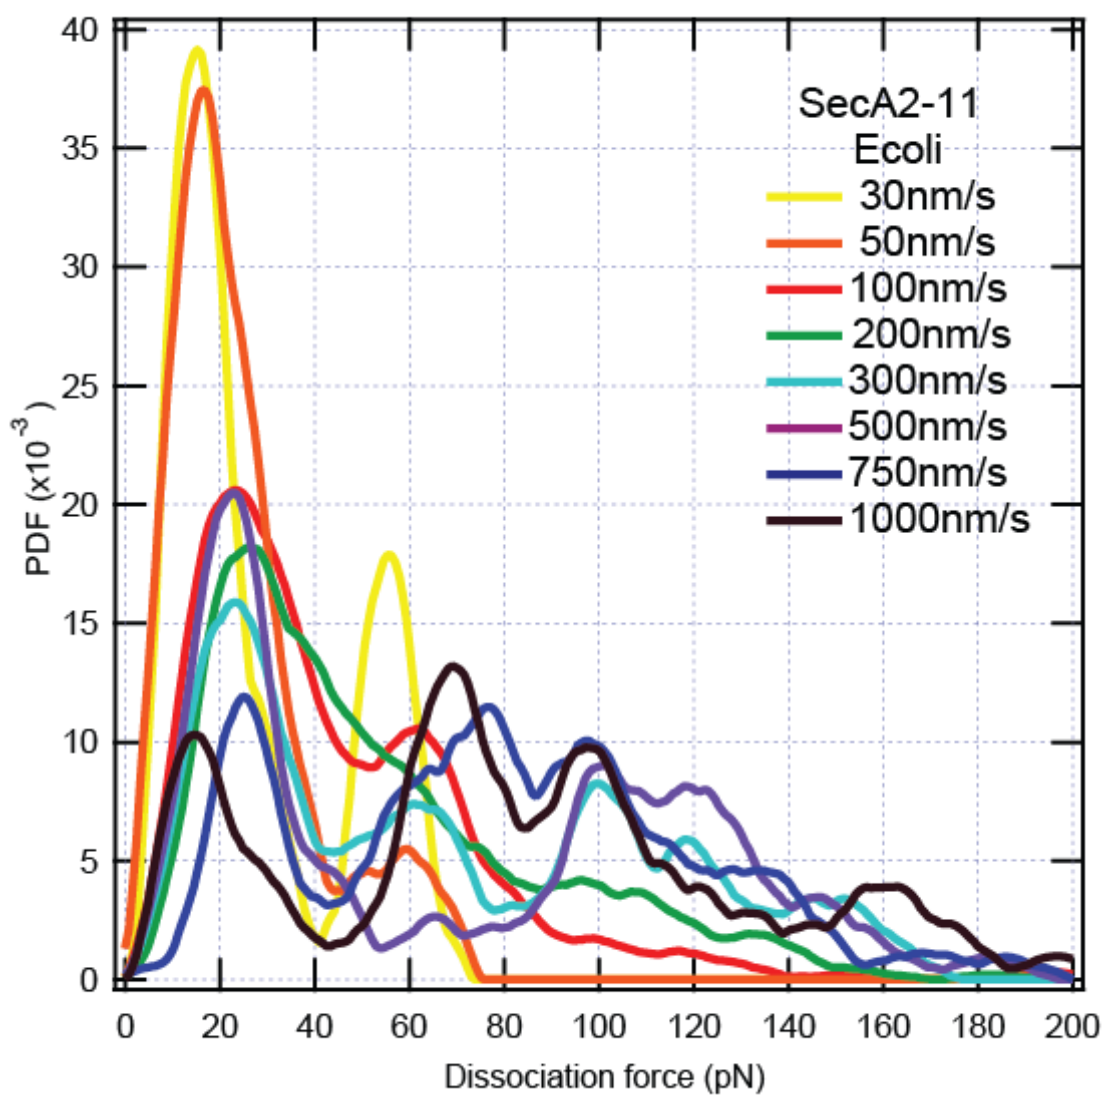 40
35
30
25
20
15
10
5
0
PDF (x10⁻³ )
SecA2-11
Ecoli
30nm/s
50nm/s
100nm/s
200nm/s
300nm/s
500nm/s
750nm/s
1000nm/s
0 20 40 60 80 100 120 140 160 180 200
Dissociation force (pN)